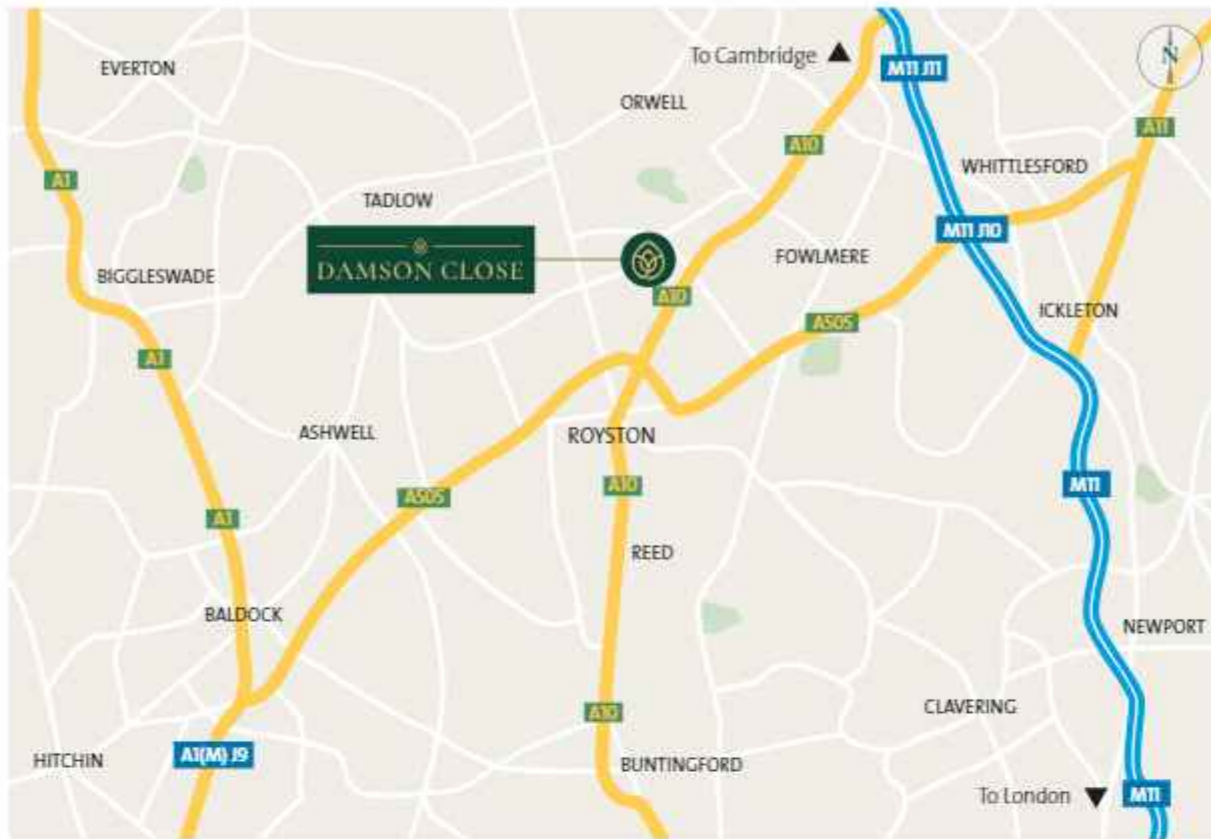 EVERTON
To Cambridge ▲
M11 J11
N
ORWELL
A11
A10
WHITTLESFORD
A1
TADLOW
M11 J10
DAMSON CLOSE
FOWLMERE
BIGGLESWADE
A10
ICKLETON
A505
A1
ASHWELL
ROYSTON
A505
A10
M11
A1
REED
BALDOCK
NEWPORT
CLAVERING
A10
A1(M) J9
HITCHIN
BUNTINGFORD
To London ▼
M11